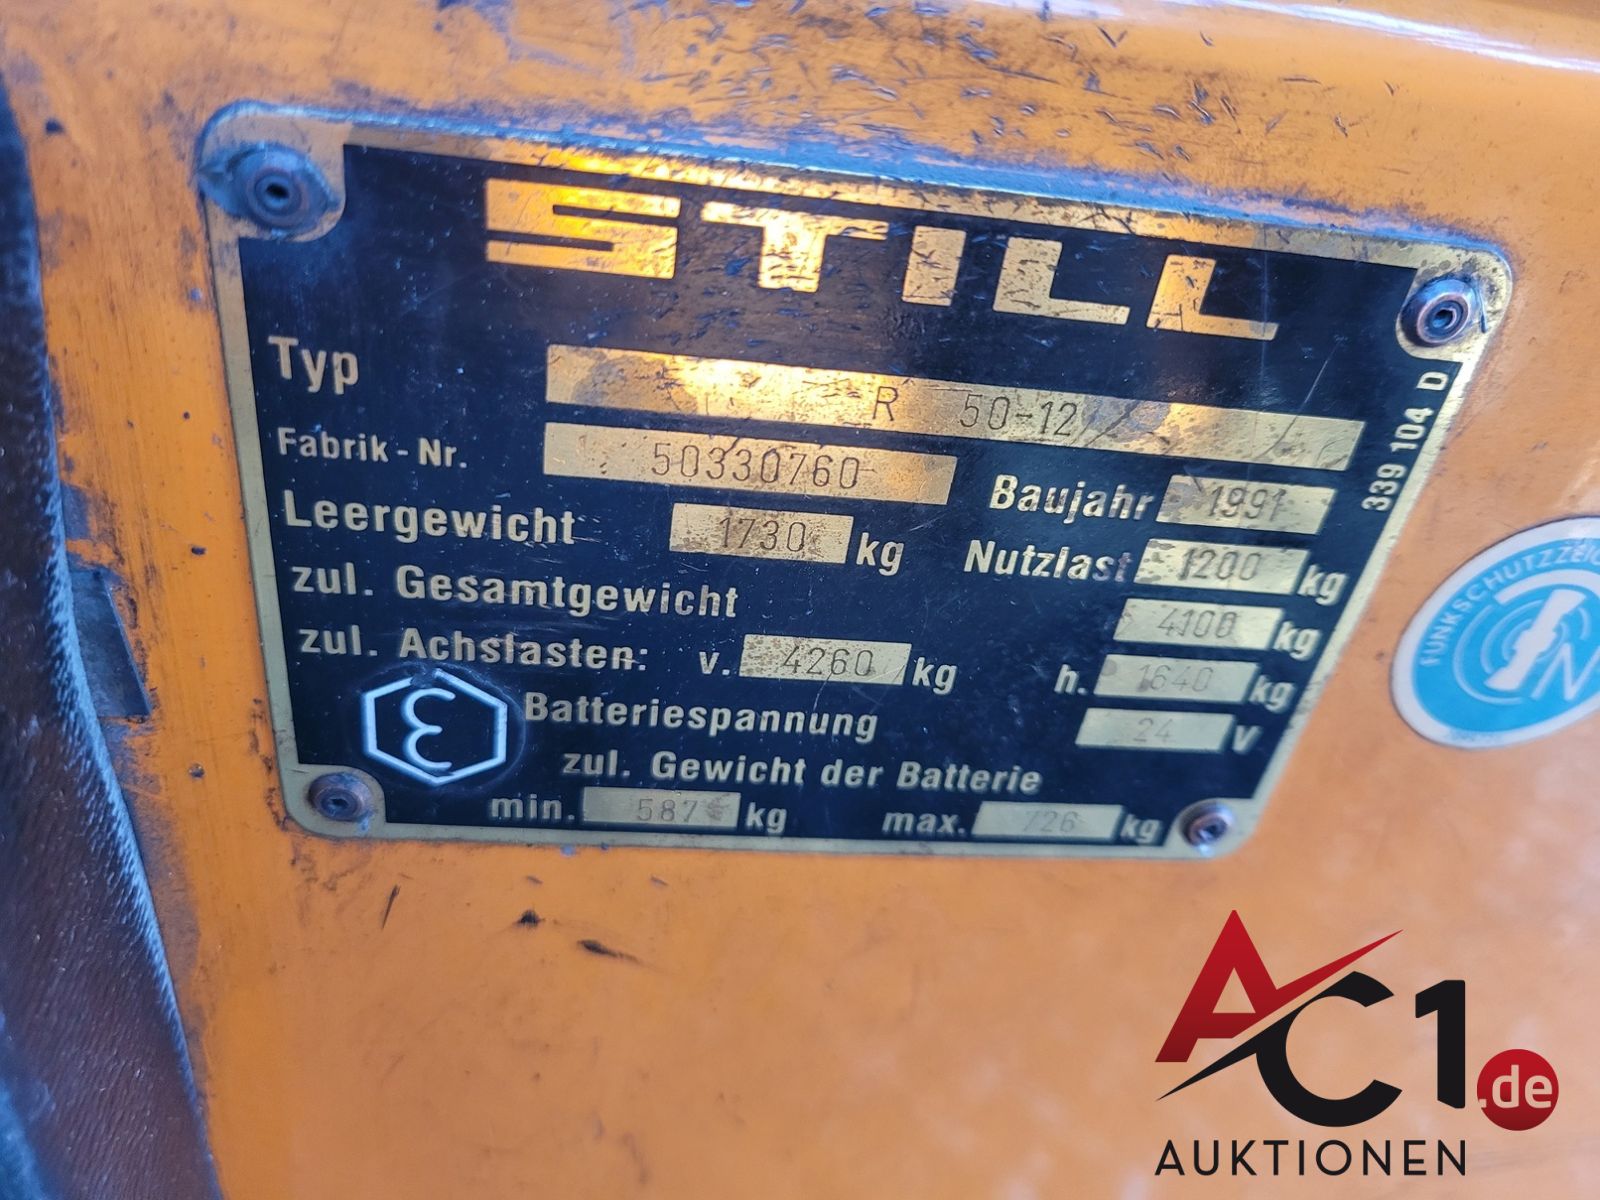 STILL
Typ R 50-12
Fabrik-Nr. 50330760 Baujahr 1991
Leergewicht 1730 kg Nutzlast 1200 kg
zul. Gesamtgewicht 4100 kg
zul. Achslasten: v. 4260 kg h. 1640 kg
Batteriespannung 24 V
zul. Gewicht der Batterie
min. 587 kg max. 726 kg
339 104 D
FUNKSCHUTZZEIC
N
AC1.de
AUKTIONEN